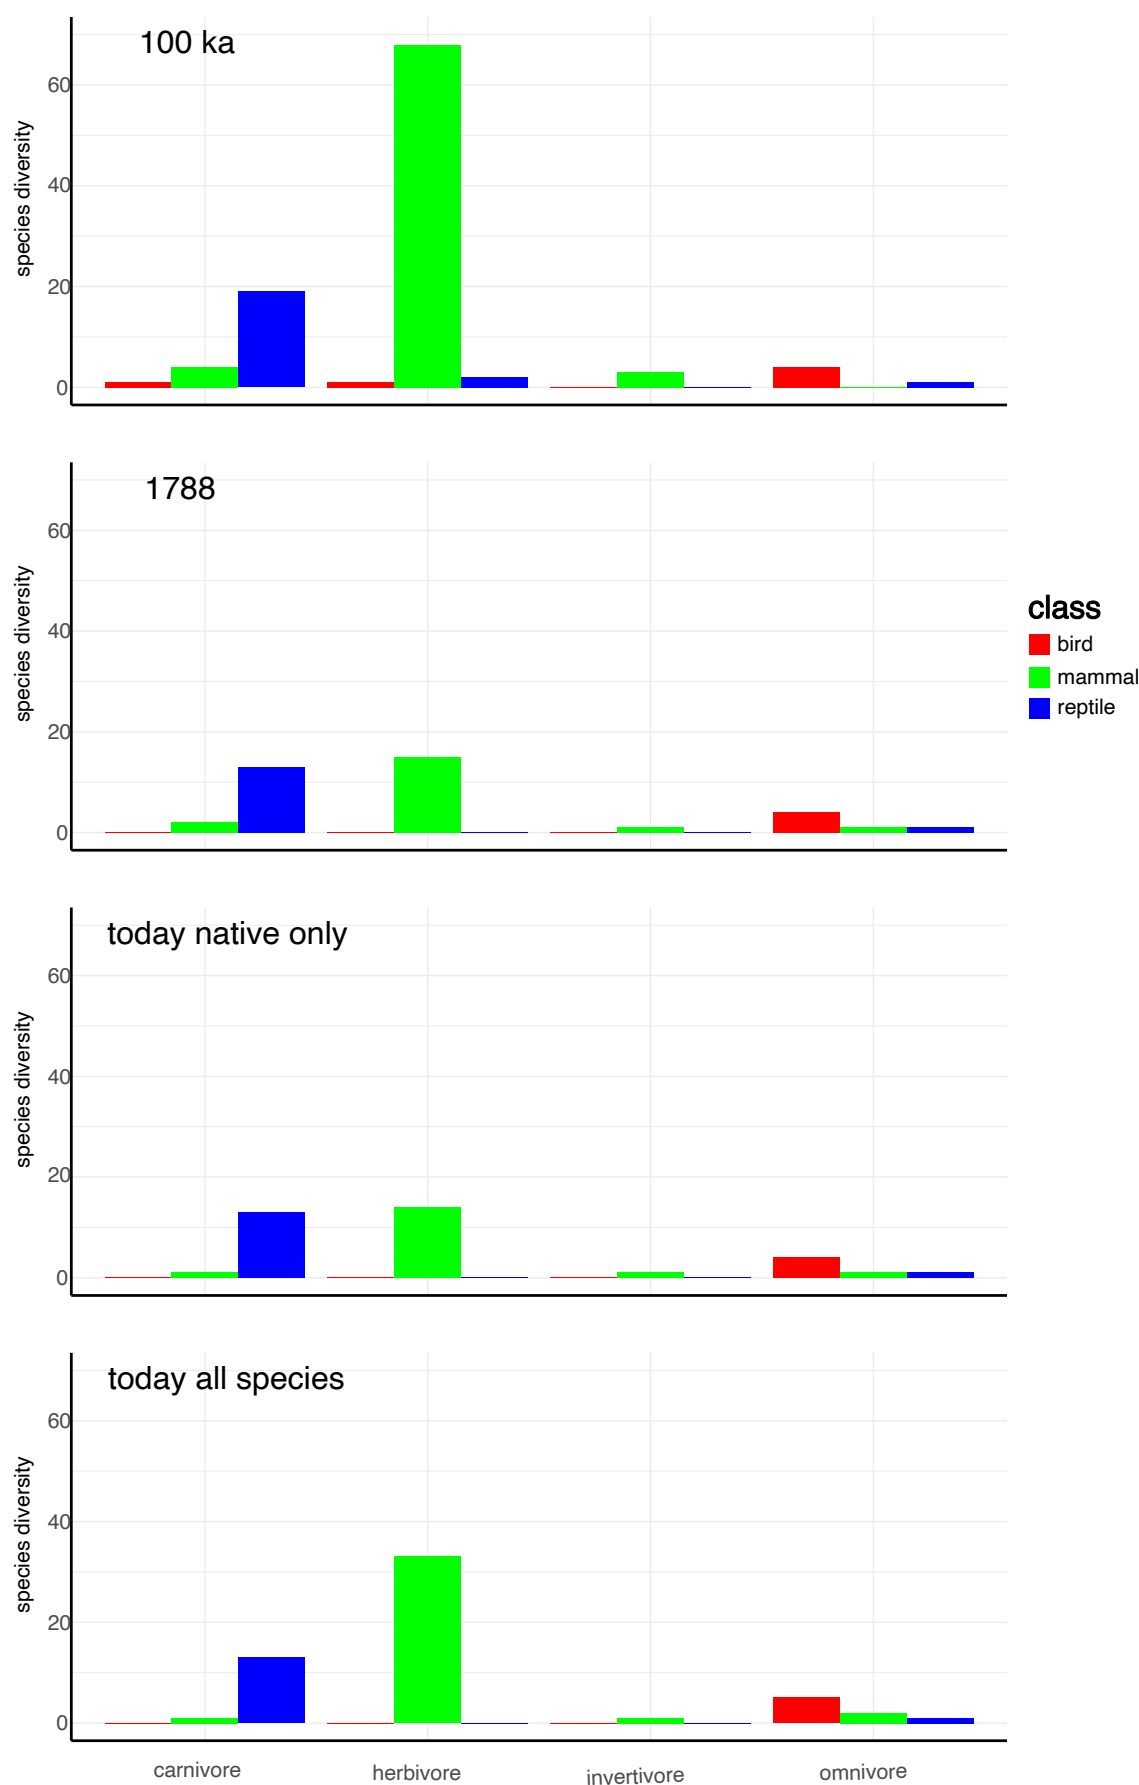 100 ka
60
40
20
0
species diversity
1788
60
40
20
0
species diversity
class
bird
mammal
reptile
today native only
60
40
20
0
species diversity
today all species
60
40
20
0
species diversity
carnivore
herbivore
invertivore
omnivore